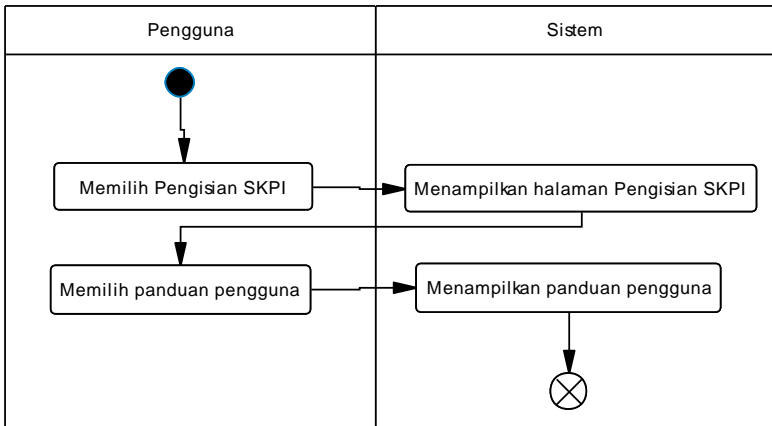 Pengguna
Sistem
Memilih Pengisian SKPI
Menampilkan halaman Pengisian SKPI
Memilih panduan pengguna
Menampilkan panduan pengguna